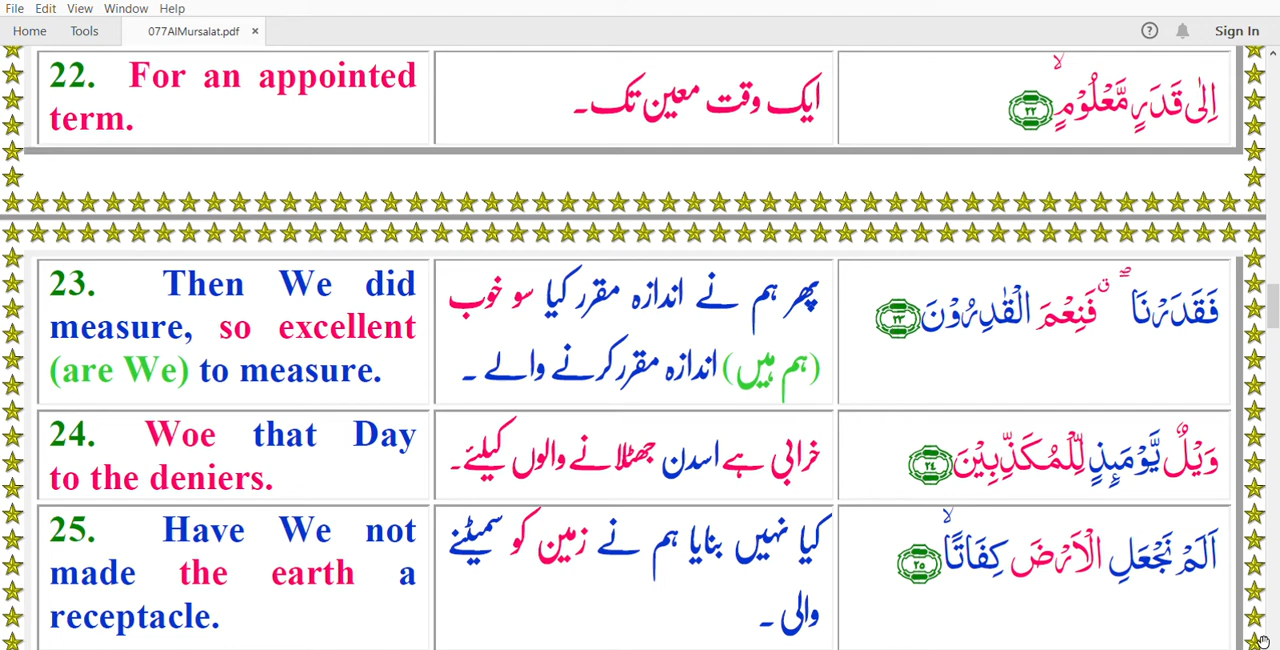 File Edit View Window Help
Home Tools 077AlMursalat.pdf × ? Sign In
22. For an appointed
term.
ایک وقت معین تک۔
اِلٰى قَدَرٍ مَّعْلُوْمٍۙ ۲۲
23. Then We did
measure, so excellent
(are We) to measure.
پھر ہم نے اندازہ مقرر کیا سو خوب
(ہم ہیں) اندازہ مقرر کرنے والے ۔
فَقَدَرْنَا ۖۗ فَنِعْمَ الْقٰدِرُوْنَ ۲۳
24. Woe that Day
to the deniers.
خرابی ہے اسدن جھٹلانے والوں کیلئے۔
وَيْلٌ يَّوْمَىِٕذٍ لِّلْمُكَذِّبِيْنَ ۲٤
25. Have We not
made the earth a
receptacle.
کیا نہیں بنایا ہم نے زمین کو سمیٹنے
والی ۔
اَلَمْ نَجْعَلِ الْاَرْضَ كِفَاتًاۙ ۲۵